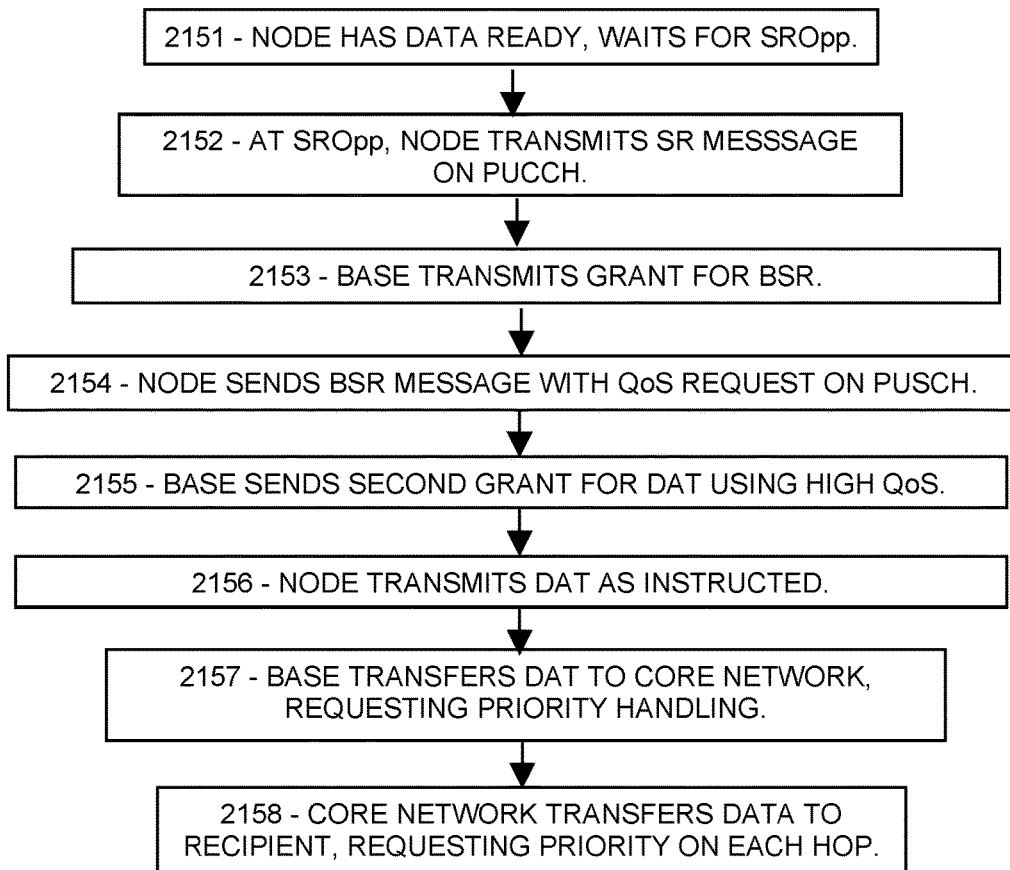 2151 - NODE HAS DATA READY, WAITS FOR SROpp.
2152 - AT SROpp, NODE TRANSMITS SR MESSSAGE
ON PUCCH.
2153 - BASE TRANSMITS GRANT FOR BSR.
2154 - NODE SENDS BSR MESSAGE WITH QoS REQUEST ON PUSCH.
2155 - BASE SENDS SECOND GRANT FOR DAT USING HIGH QoS.
2156 - NODE TRANSMITS DAT AS INSTRUCTED.
2157 - BASE TRANSFERS DAT TO CORE NETWORK,
REQUESTING PRIORITY HANDLING.
2158 - CORE NETWORK TRANSFERS DATA TO
RECIPIENT, REQUESTING PRIORITY ON EACH HOP.